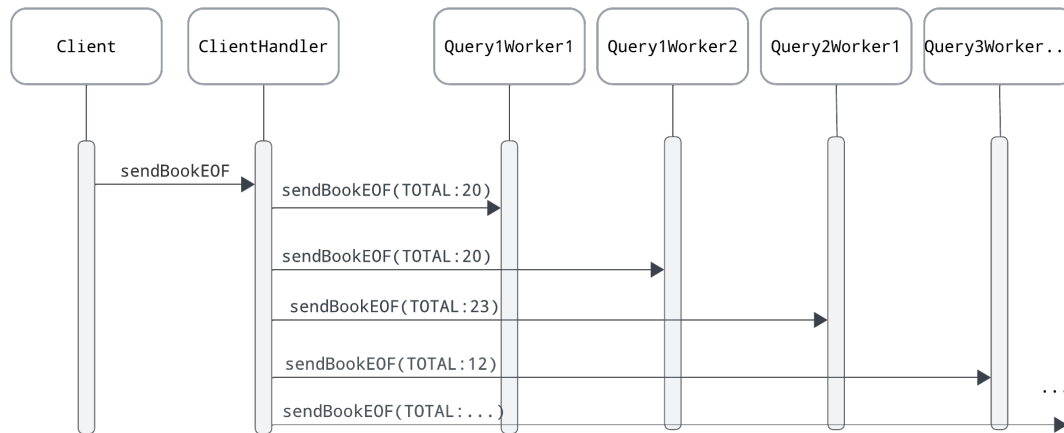 Client
ClientHandler
Query1Worker1
Query1Worker2
Query2Worker1
Query3Worker...
sendBookEOF
sendBookEOF(TOTAL:20)
sendBookEOF(TOTAL:20)
sendBookEOF(TOTAL:23)
sendBookEOF(TOTAL:12)
...
sendBookEOF(TOTAL:...)